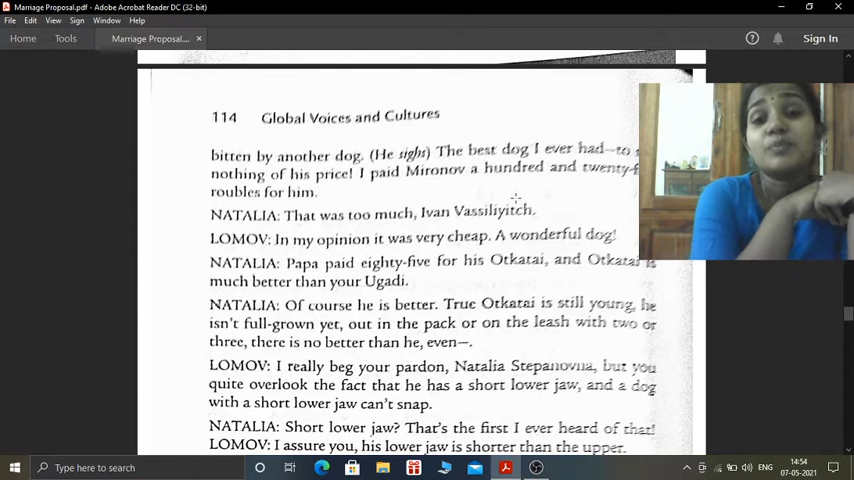 Marriage Proposal.pdf - Adobe Acrobat Reader DC (32-bit)
File Edit View Sign Window Help
Home Tools Marriage Proposal.... × Sign In
114 Global Voices and Cultures
bitten by another dog. (He sighs) The best dog I ever had—to
nothing of his price! I paid Mironov a hundred and twenty-f
roubles for him.
NATALIA: That was too much, Ivan Vassiliyitch.
LOMOV: In my opinion it was very cheap. A wonderful dog!
NATALIA: Papa paid eighty-five for his Otkatai, and Otkatai is
much better than your Ugadi.
NATALIA: Of course he is better. True Otkatai is still young, he
isn't full-grown yet, out in the pack or on the leash with two or
three, there is no better than he, even—.
LOMOV: I really beg your pardon, Natalia Stepanovna, but you
quite overlook the fact that he has a short lower jaw, and a dog
with a short lower jaw can't snap.
NATALIA: Short lower jaw? That's the first I ever heard of that!
LOMOV: I assure you, his lower jaw is shorter than the upper.
Type here to search
ENG
14:54
07-05-2021